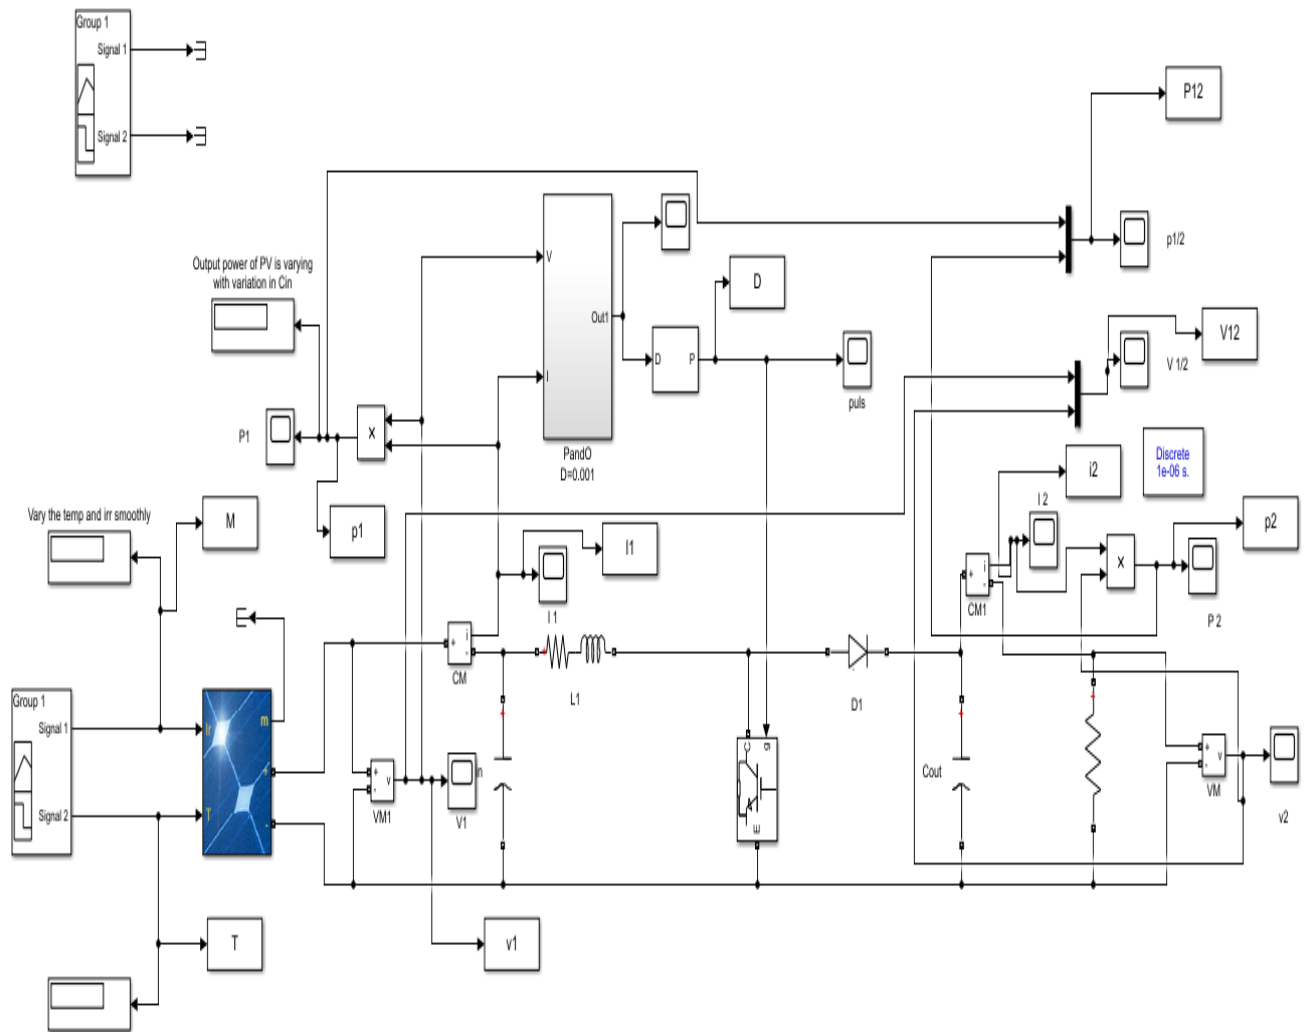 Group 1
Signal 1
Signal 2
P12
p1/2
Output power of PV is varying
with variation in Cin
V
I
Out1
D
D
P
PandO
D=0.001
puls
V12
V 1/2
P1
×
p1
Vary the temp and irr smoothly
M
Discrete
1e-06 s.
i2
I 2
p2
×
P 2
I1
I 1
i
+
-
CM
i
+
-
CM1
L1
D1
Group 1
Signal 1
Signal 2
Ir
T
m
+
-
+
-
v
VM1
V1
in
C
g
E
Cout
+
-
v
VM
v2
T
v1